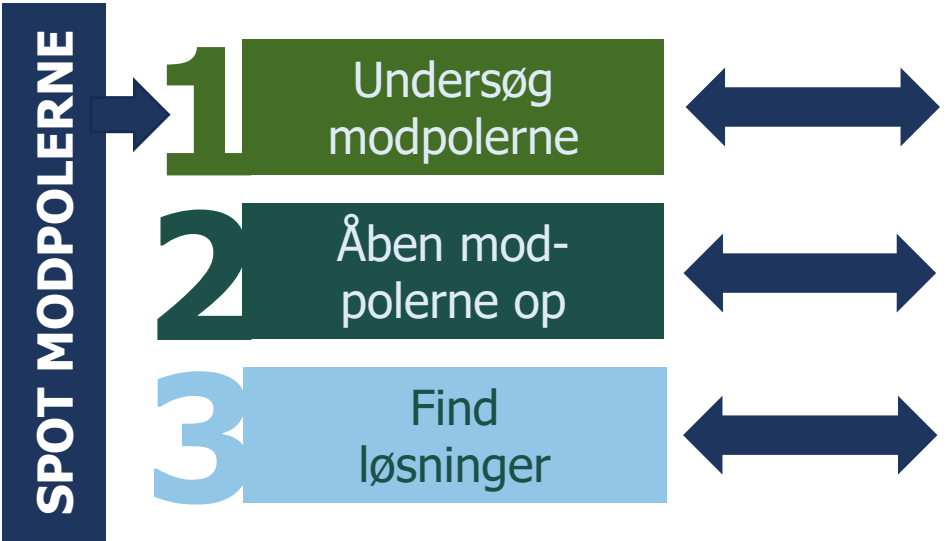 SPOT MODPOLERNE
1
Undersøg
modpolerne
2
Åben mod-
polerne op
3
Find
løsninger